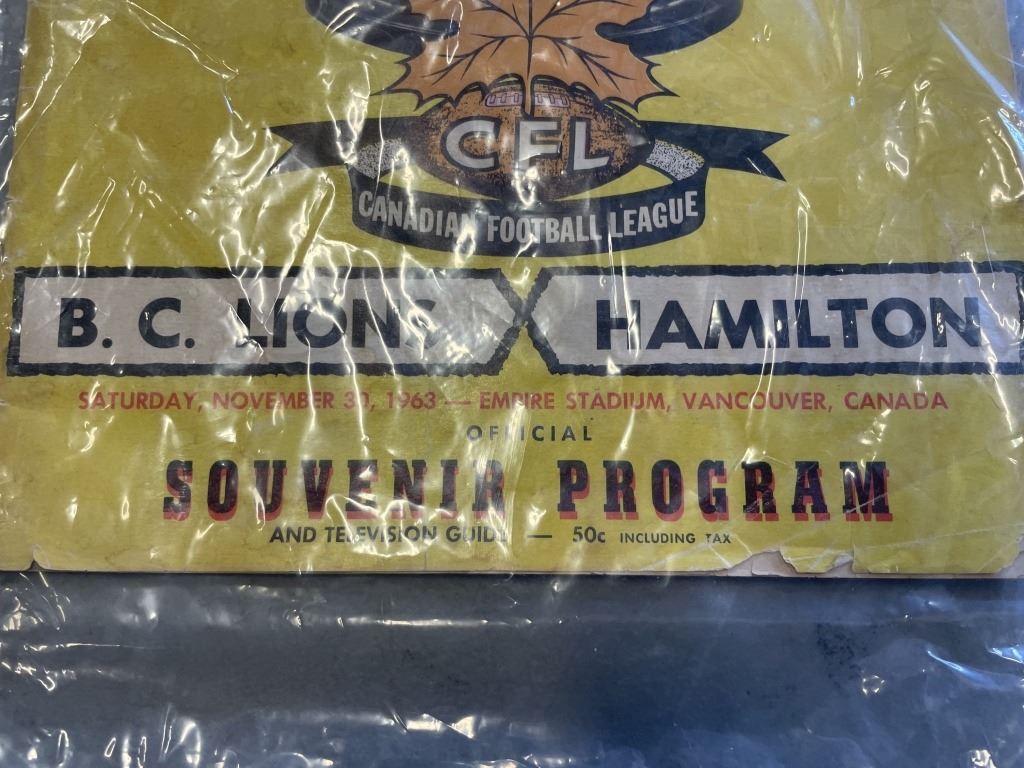 CFL
CANADIAN FOOTBALL LEAGUE
B. C. LIONS
HAMILTON
SATURDAY, NOVEMBER 30, 1963 — EMPIRE STADIUM, VANCOUVER, CANADA
OFFICIAL
SOUVENIR PROGRAM
AND TELEVISION GUIDE — 50c INCLUDING TAX